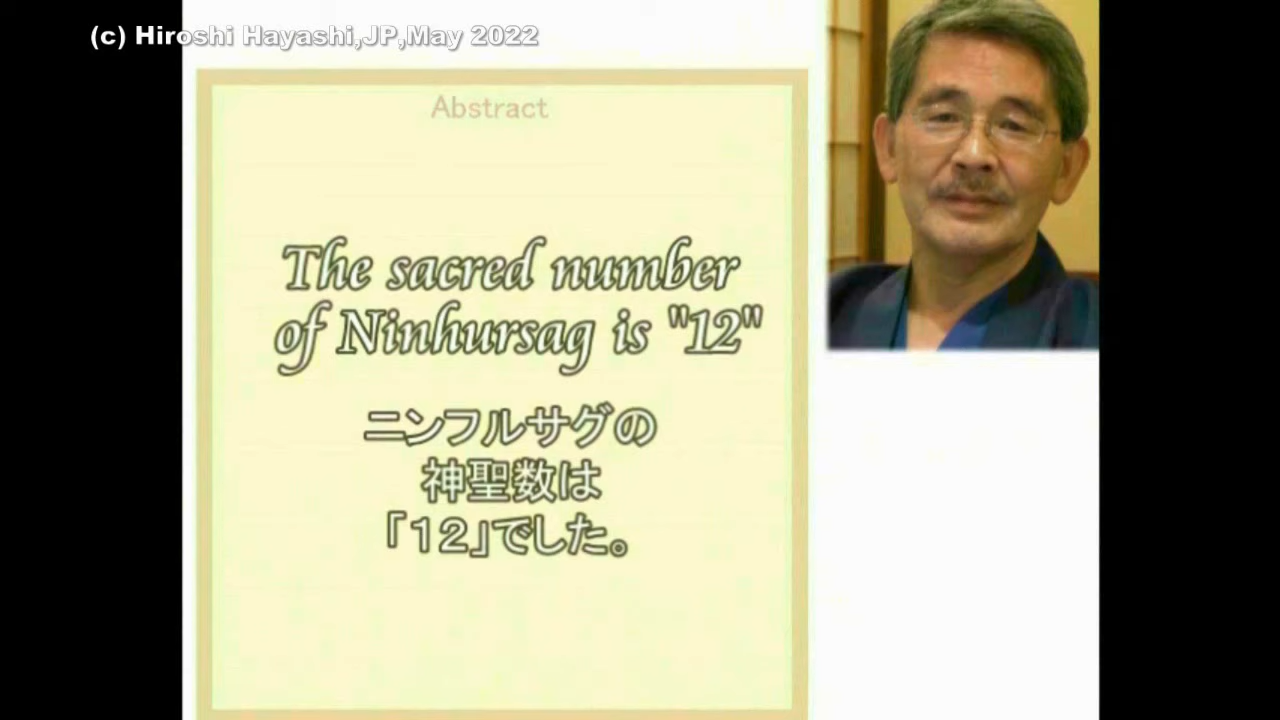 (c) Hiroshi Hayashi,JP,May 2022
Abstract
The sacred number
of Ninhursag is "12"
ニンフルサグの
神聖数は
「１２」でした。